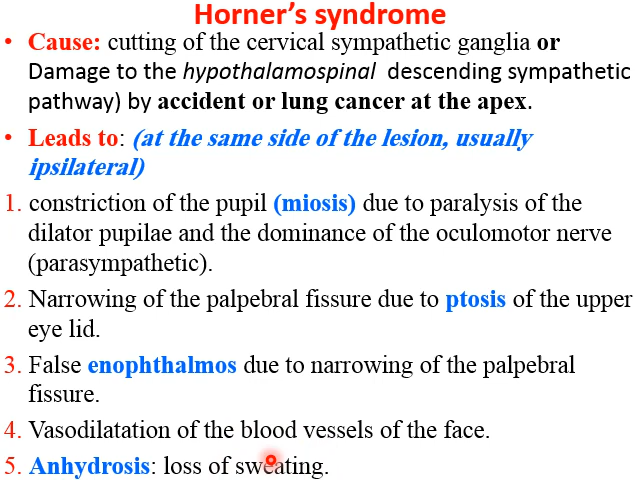 Horner's syndrome
• Cause: cutting of the cervical sympathetic ganglia or
Damage to the hypothalamospinal descending sympathetic
pathway) by accident or lung cancer at the apex.
• Leads to: (at the same side of the lesion, usually
ipsilateral)
1. constriction of the pupil (miosis) due to paralysis of the
dilator pupilae and the dominance of the oculomotor nerve
(parasympathetic).
2. Narrowing of the palpebral fissure due to ptosis of the upper
eye lid.
3. False enophthalmos due to narrowing of the palpebral
fissure.
4. Vasodilatation of the blood vessels of the face.
5. Anhydrosis: loss of sweating.